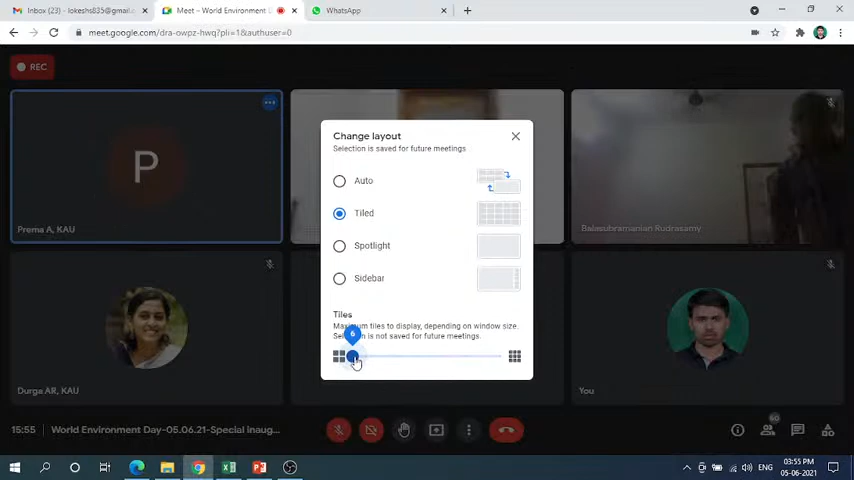 Inbox (23) - lokeshs835@gmail.
Meet – World Environment
WhatsApp
meet.google.com/dra-owpz-hwq?pli=1&authuser=0
REC
Change layout
Selection is saved for future meetings
Auto
P
Tiled
Prema A, KAU
Balasubramanian Rudrasamy
Spotlight
Sidebar
Tiles
Maximum tiles to display, depending on window size.
Selection is not saved for future meetings.
6
Durga AR, KAU
You
15:55 World Environment Day-05.06.21-Special inaug...
60
ENG
03:55 PM
05-06-2021